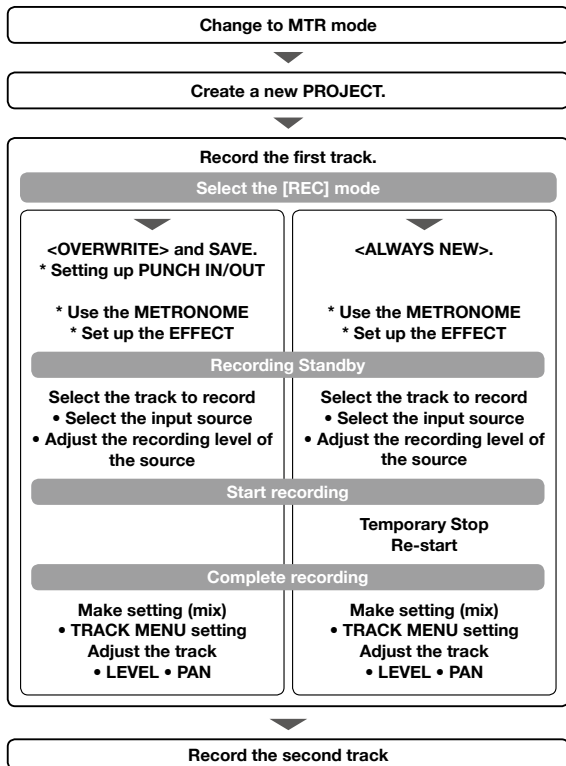 Change to MTR mode
Create a new PROJECT.
Record the first track.
Select the [REC] mode
<OVERWRITE> and SAVE.
* Setting up PUNCH IN/OUT
* Use the METRONOME
* Set up the EFFECT
<ALWAYS NEW>.
* Use the METRONOME
* Set up the EFFECT
Recording Standby
Select the track to record
• Select the input source
• Adjust the recording level of
the source
Select the track to record
• Select the input source
• Adjust the recording level of
the source
Start recording
Temporary Stop
Re-start
Complete recording
Make setting (mix)
• TRACK MENU setting
Adjust the track
• LEVEL • PAN
Make setting (mix)
• TRACK MENU setting
Adjust the track
• LEVEL • PAN
Record the second track